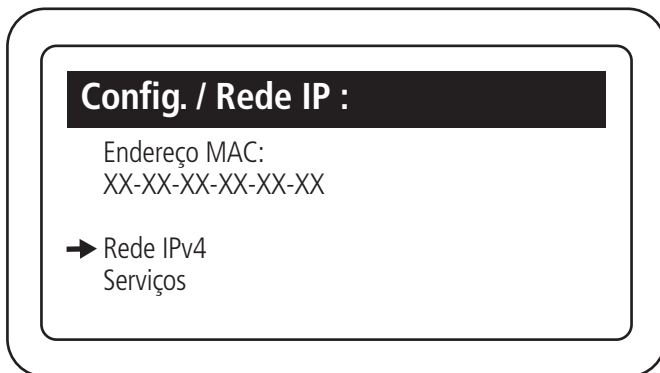 Config. / Rede IP :
Endereço MAC:
XX-XX-XX-XX-XX-XX
Rede IPv4
Serviços